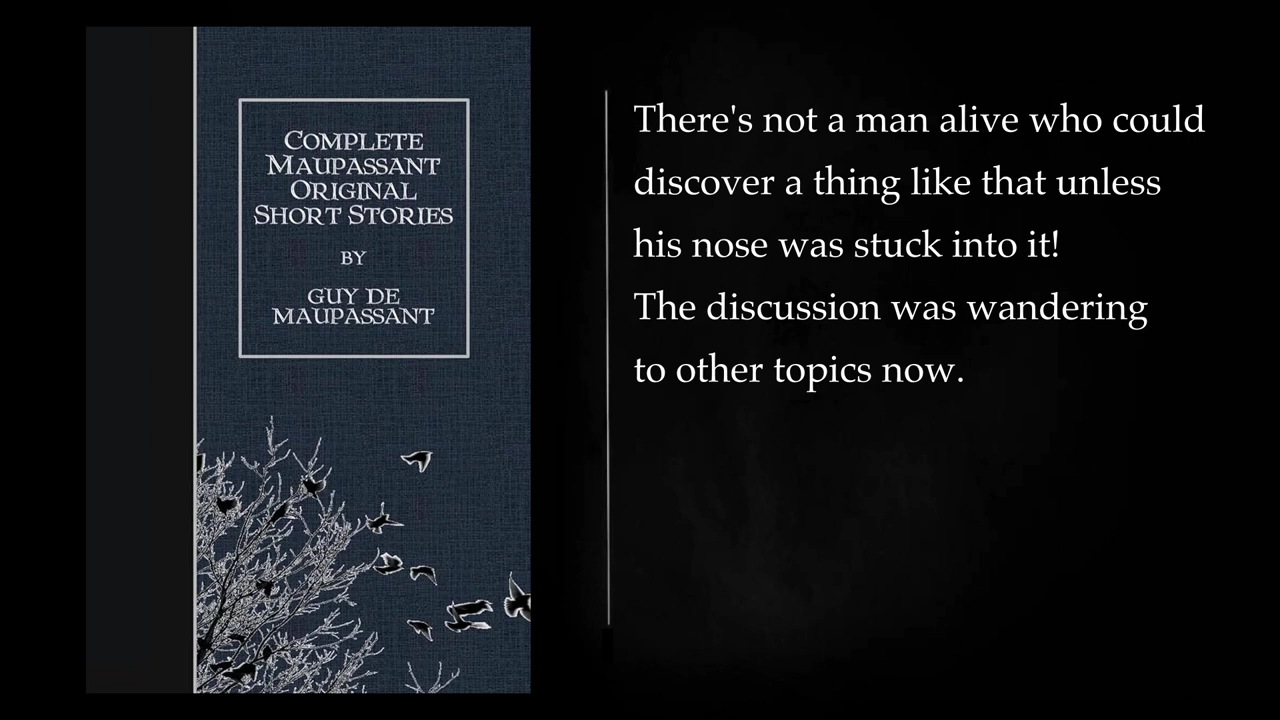 COMPLETE
MAUPASSANT
ORIGINAL
SHORT STORIES
BY
GUY DE
MAUPASSANT
There's not a man alive who could
discover a thing like that unless
his nose was stuck into it!
The discussion was wandering
to other topics now.